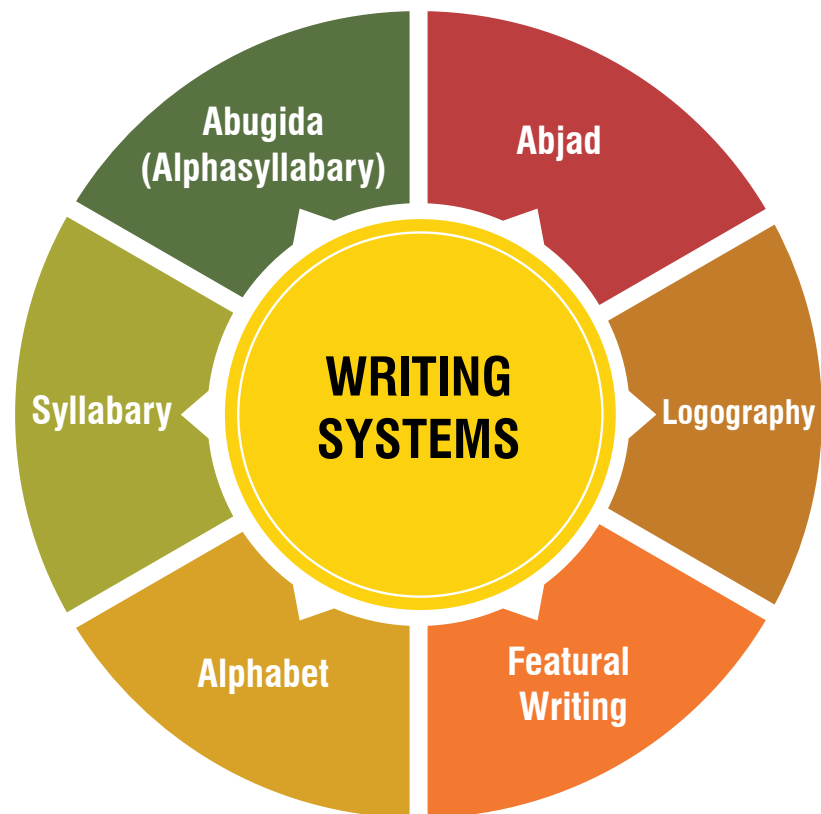 Abugida
(Alphasyllabary)
Abjad
Syllabary
WRITING
SYSTEMS
Logography
Alphabet
Featural
Writing